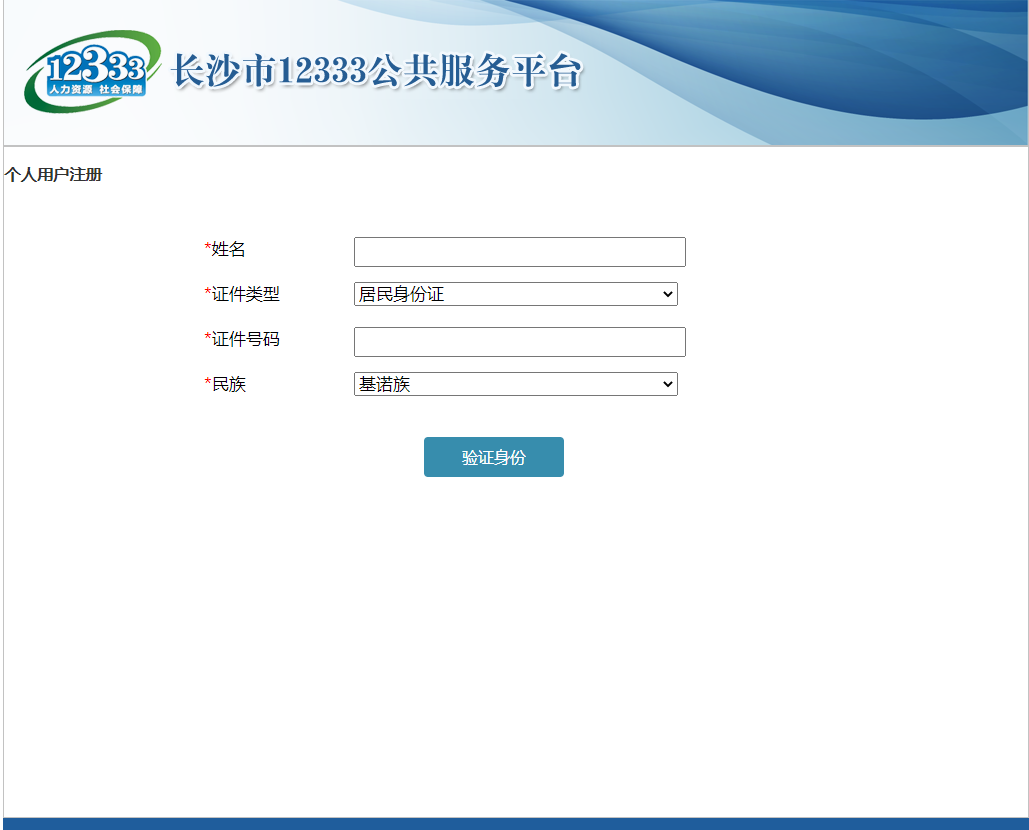 12333
人力资源 社会保障
长沙市12333公共服务平台
个人用户注册
*姓名
*证件类型 居民身份证
*证件号码
*民族 基诺族
验证身份